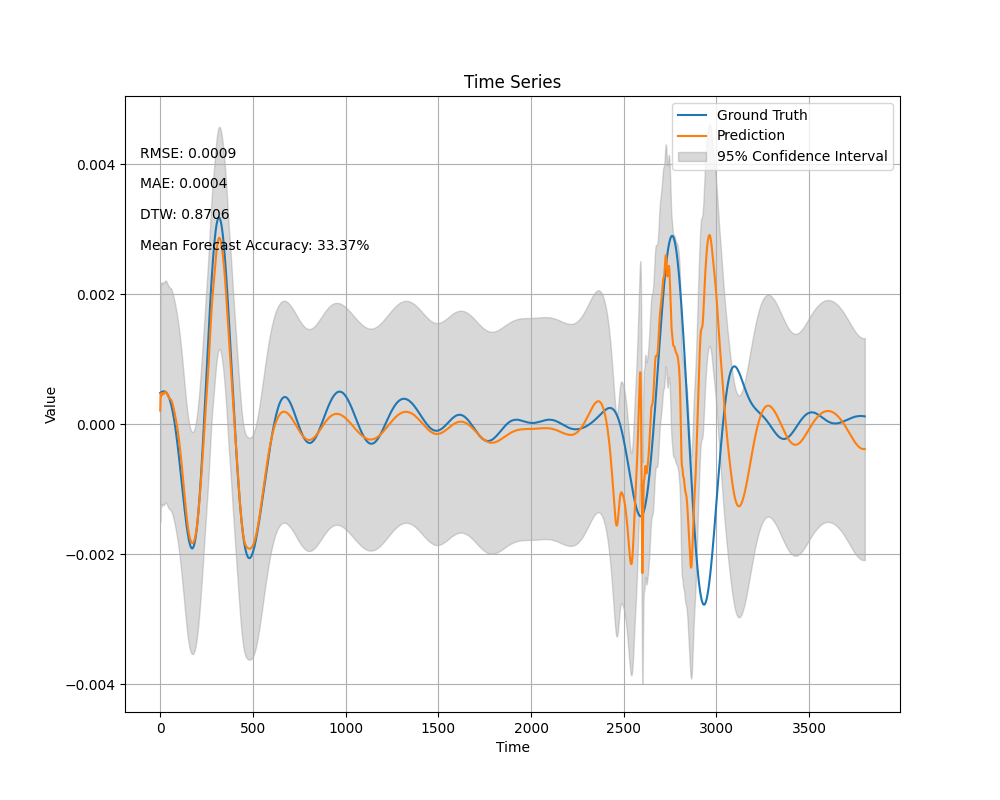 Time Series
Ground Truth
Prediction
95% Confidence Interval
RMSE: 0.0009
MAE: 0.0004
DTW: 0.8706
Mean Forecast Accuracy: 33.37%
Value
0.004
0.002
0.000
−0.002
−0.004
0 500 1000 1500 2000 2500 3000 3500
Time